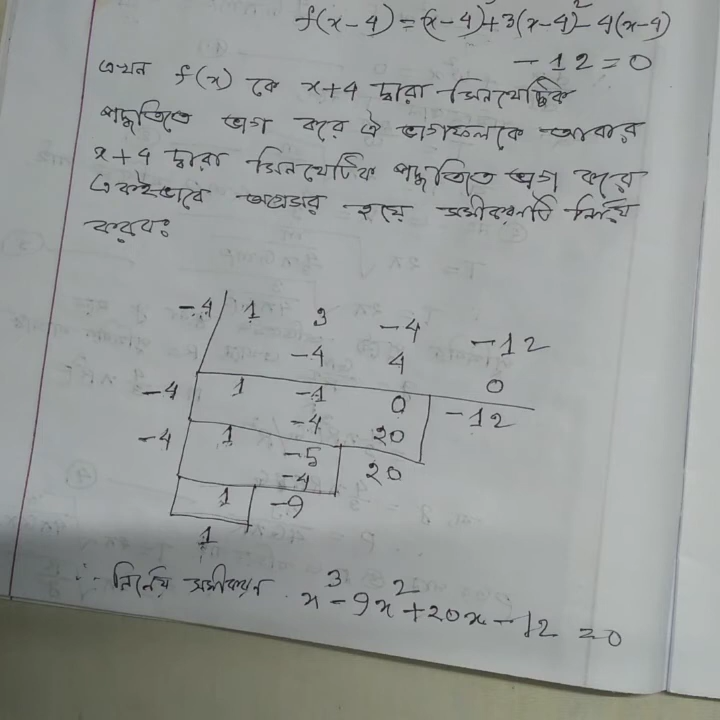 f(x-4) = (x-4)³+3(x-4)²-4(x-4)
-12=0
এখন f(x) কে x+4 দ্বারা সিনথেটিক
পদ্ধতিতে ভাগ করে ঐ ভাগফলকে আবার
x+4 দ্বারা সিনথেটিক পদ্ধতিতে ভাগ করে
একইভাবে অগ্রসর হয়ে সমীকরণটি নির্ণয়
করবঃ
-4 1 3 -4 -12
-4 4 0
-4 1 -1 0 -12
-4 20
-4 1 -5 20
-4
1 -9
1
∴ নির্ণেয় সমীকরণ x³-9x²+20x-12=0